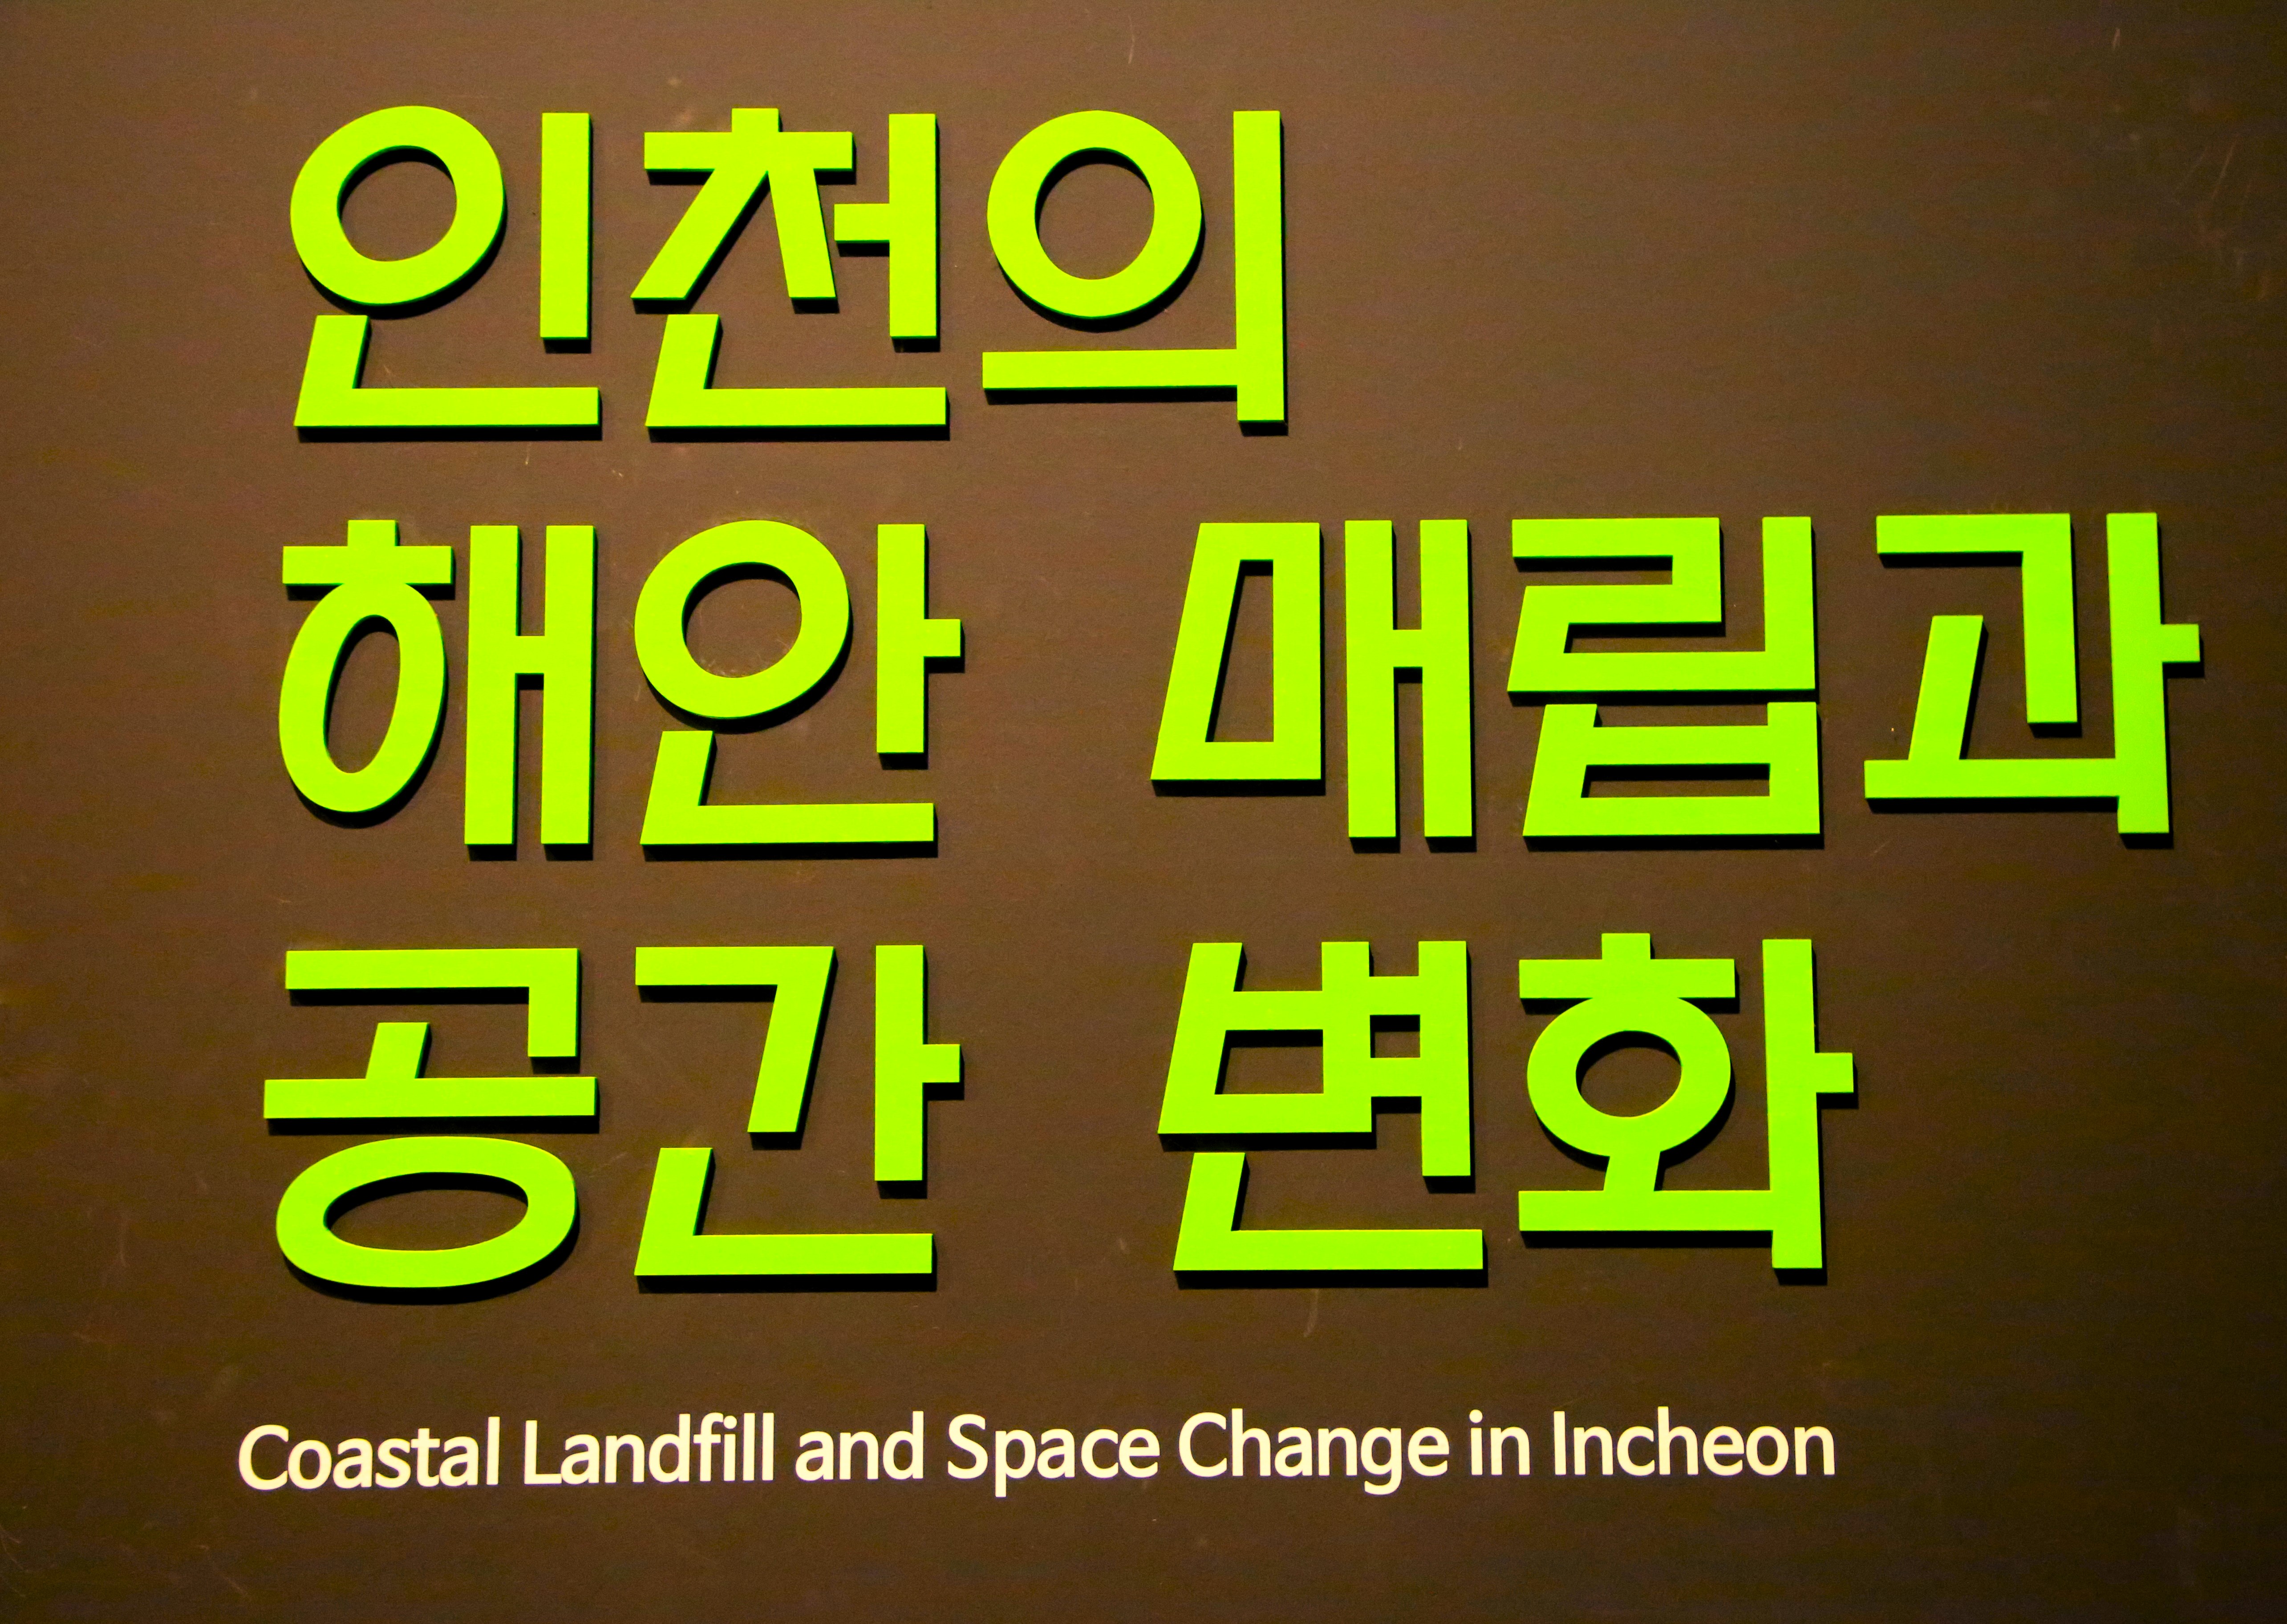 인천의
해안 매립과
공간 변화
Coastal Landfill and Space Change in Incheon